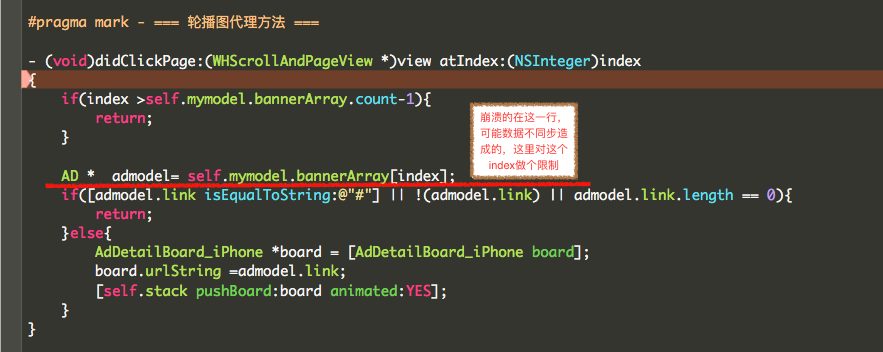 #pragma mark - === 轮播图代理方法 ===
- (void)didClickPage:(WHScrollAndPageView *)view atIndex:(NSInteger)index
{
if(index >self.mymodel.bannerArray.count-1){
return;
}
崩溃的在这一行，
可能数据不同步造
成的，这里对这个
index做个限制
AD *  admodel= self.mymodel.bannerArray[index];
if([admodel.link isEqualToString:@"#"] || !(admodel.link) || admodel.link.length == 0){
return;
}else{
AdDetailBoard_iPhone *board = [AdDetailBoard_iPhone board];
board.urlString =admodel.link;
[self.stack pushBoard:board animated:YES];
}
}